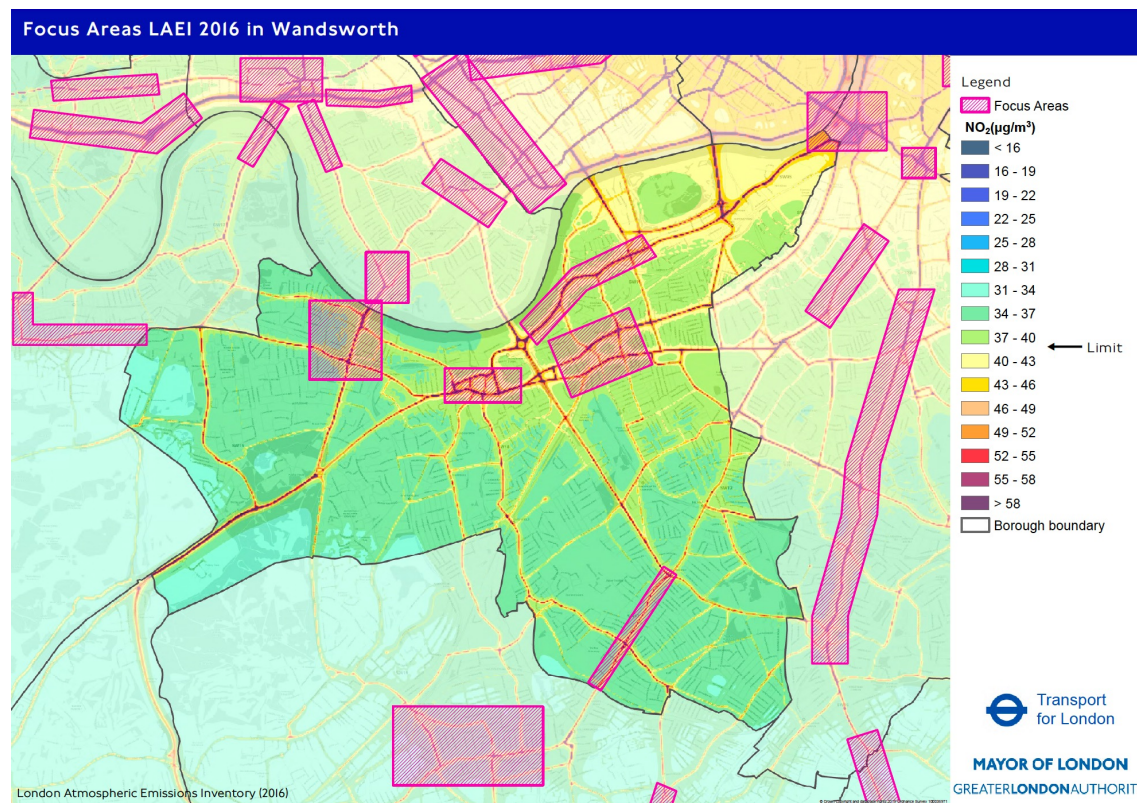 Focus Areas LAEI 2016 in Wandsworth
Legend
Focus Areas
NO₂(µg/m³)
< 16
16 - 19
19 - 22
22 - 25
25 - 28
28 - 31
31 - 34
34 - 37
37 - 40
Limit
40 - 43
43 - 46
46 - 49
49 - 52
52 - 55
55 - 58
> 58
Borough boundary
Transport
for London
MAYOR OF LONDON
GREATERLONDONAUTHORIT
London Atmospheric Emissions Inventory (2016)